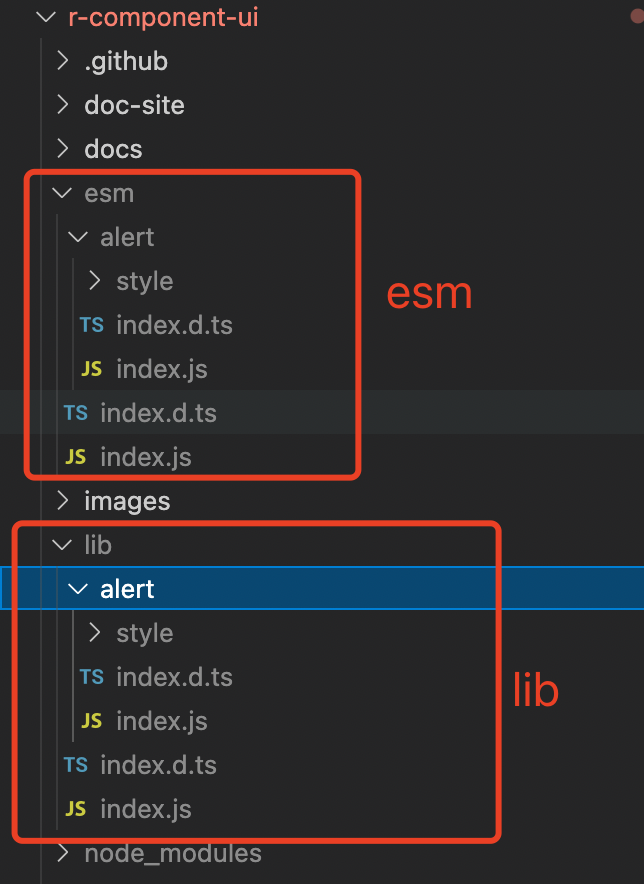 r-component-ui
.github
doc-site
docs
esm
alert
style
esm
TS index.d.ts
JS index.js
TS index.d.ts
JS index.js
images
lib
alert
style
TS index.d.ts
lib
JS index.js
TS index.d.ts
JS index.js
node_modules